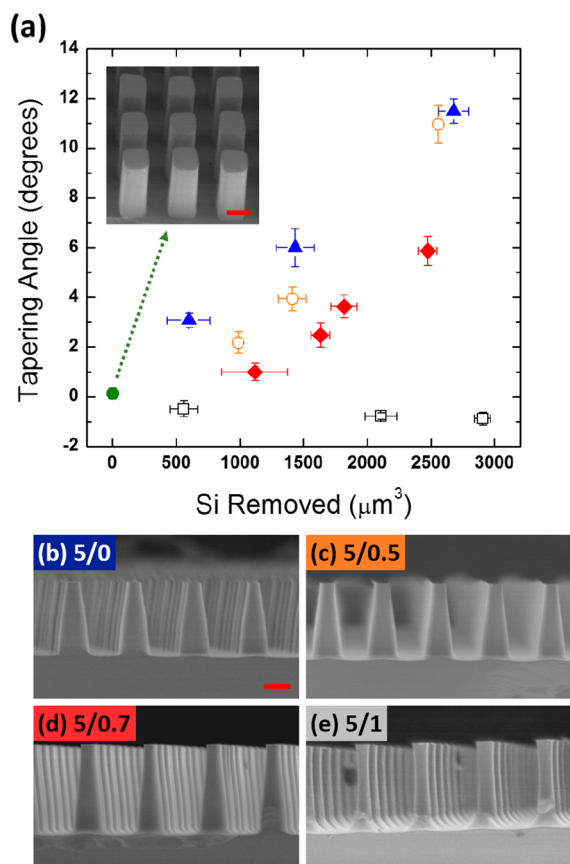 (a)
14
12
10
8
6
4
2
0
-2
Tapering Angle (degrees)
0 500 1000 1500 2000 2500 3000
Si Removed (μm³)
(b) 5/0
(c) 5/0.5
(d) 5/0.7
(e) 5/1